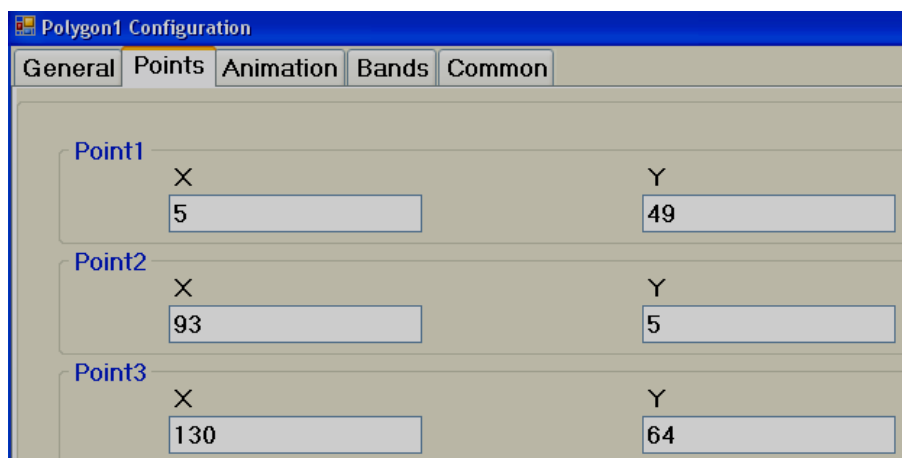 Polygon1 Configuration
General Points Animation Bands Common
Point1
X Y
5 49
Point2
X Y
93 5
Point3
X Y
130 64